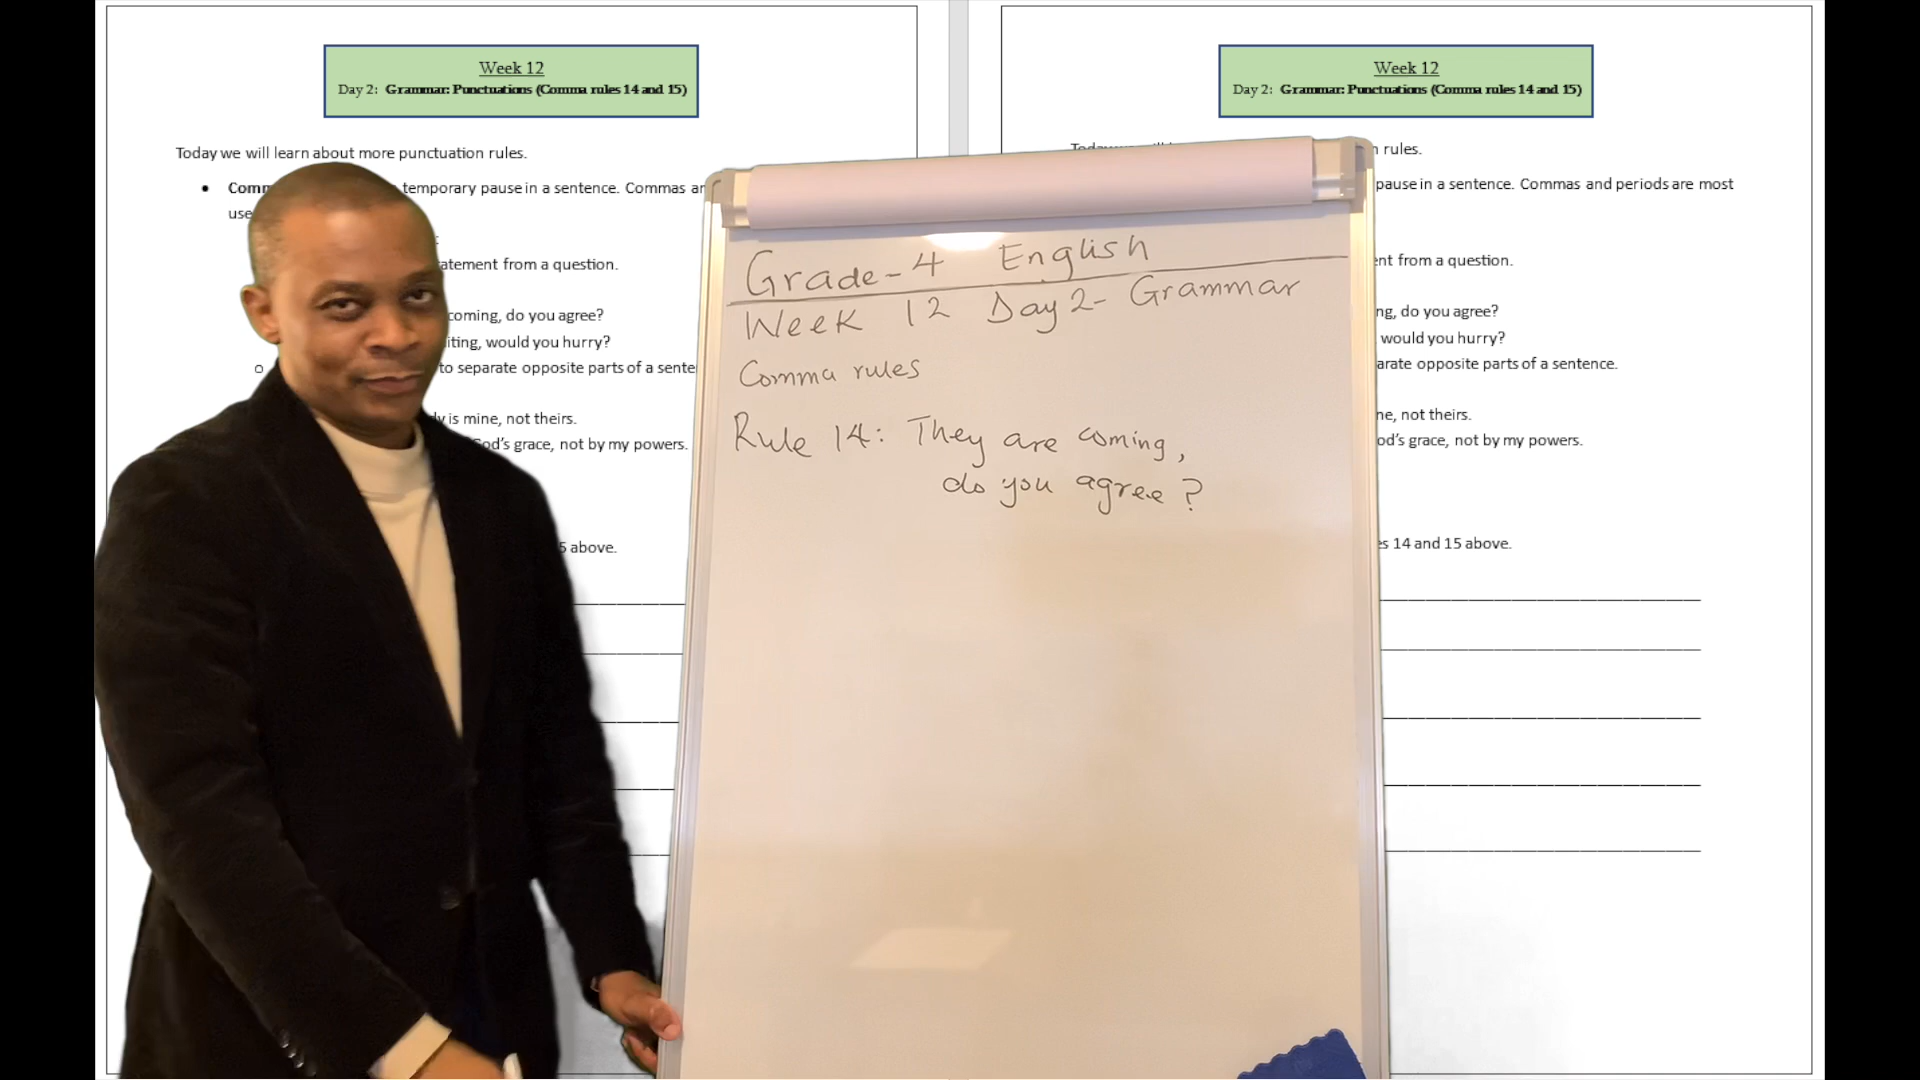 Week 12
Day 2: Grammar: Punctuations (Comma rules 14 and 15)
Today we will learn about more punctuation rules.
temporary pause in a sentence. Commas
use
atement from a question.
coming, do you agree?
iting, would you hurry?
to separate opposite parts of a sente
is mine, not theirs.
God's grace, not by my powers.
5 above.
Grade-4 English
Week 12 Day 2- Grammar
Comma rules
Rule 14: They are coming,
do you agree?
Week 12
Day 2: Grammar: Punctuations (Comma rules 14 and 15)
rules.
pause in a sentence. Commas and periods are most
ent from a question.
ng, do you agree?
would you hurry?
arate opposite parts of a sentence.
ne, not theirs.
od's grace, not by my powers.
es 14 and 15 above.